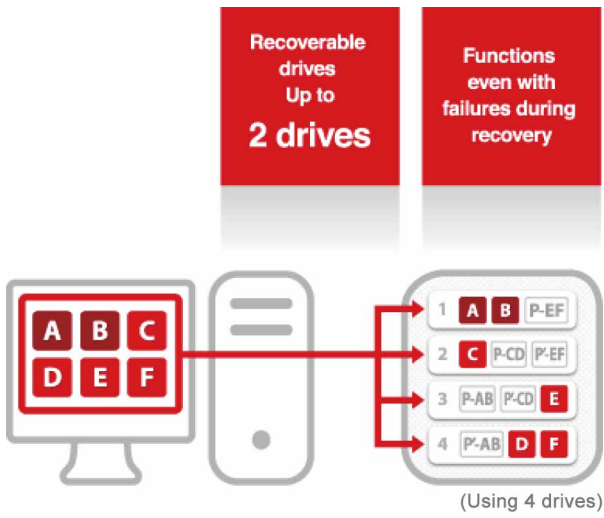 Recoverable
drives
Up to
2 drives
Functions
even with
failures during
recovery
A B C
D E F
1 A B P-EF
2 C P-CD P'-EF
3 P-AB P'-CD E
4 P'-AB D F
(Using 4 drives)